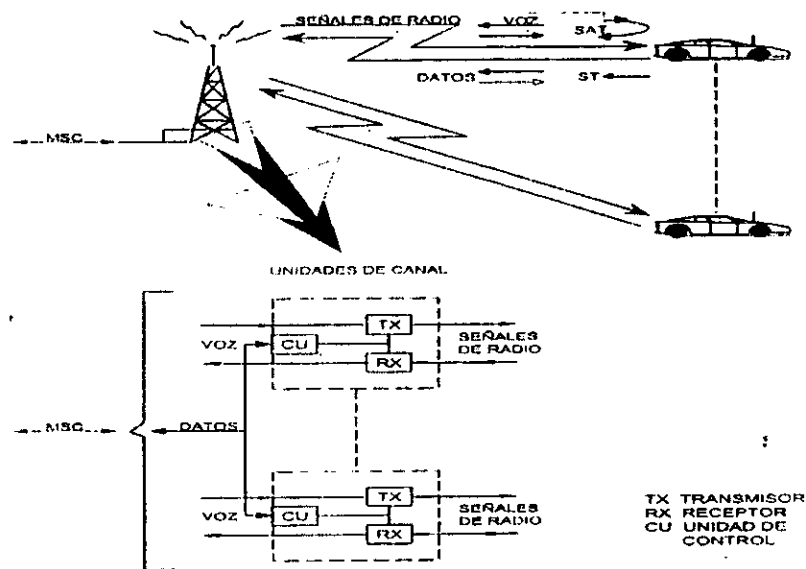 SEÑALES DE RADIO
VOZ
SAT
DATOS
ST
MSC
UNIDADES DE CANAL
TX
VOZ
CU
SEÑALES
DE RADIO
RX
MSC
DATOS
TX
VOZ
CU
SEÑALES
DE RADIO
RX
TX TRANSMISOR
RX RECEPTOR
CU UNIDAD DE
CONTROL